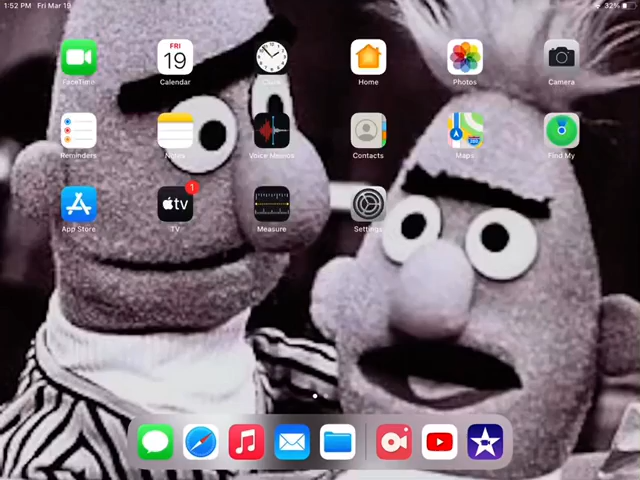 1:52 PM Fri Mar 19
32%
FaceTime
FRI
19
Calendar
Clock
Home
Photos
Camera
Reminders
Notes
Voice Memos
Contacts
Maps
Find My
App Store
1
tv
TV
Measure
Settings